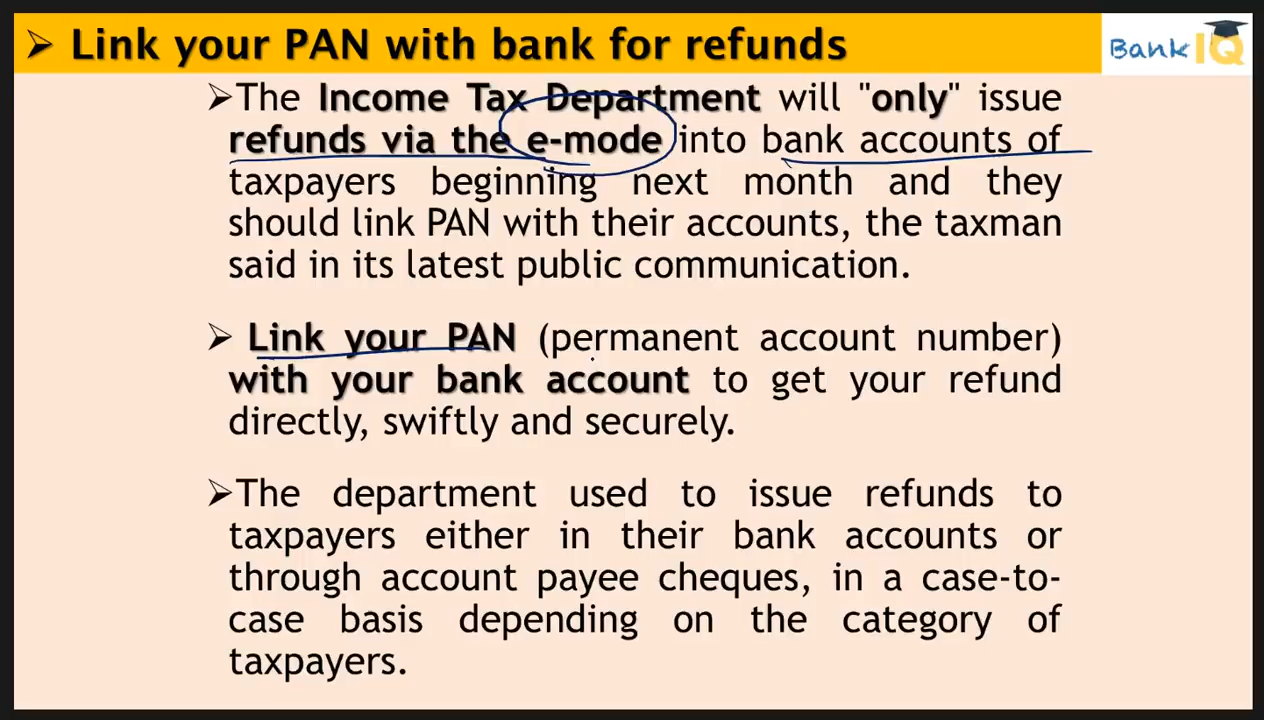 ➢ Link your PAN with bank for refunds
Bank IQ
➢The Income Tax Department will "only" issue
refunds via the e-mode into bank accounts of
taxpayers beginning next month and they
should link PAN with their accounts, the taxman
said in its latest public communication.
➢ Link your PAN (permanent account number)
with your bank account to get your refund
directly, swiftly and securely.
➢The department used to issue refunds to
taxpayers either in their bank accounts or
through account payee cheques, in a case-to-
case basis depending on the category of
taxpayers.